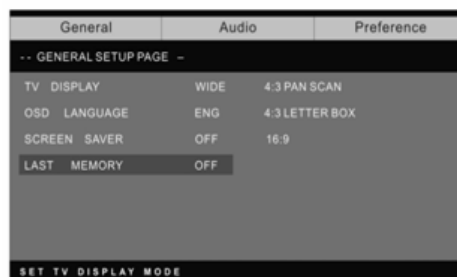 General Audio Preference
-- GENERAL SETUP PAGE –
TV DISPLAY WIDE 4:3 PAN SCAN
OSD LANGUAGE ENG 4:3 LETTER BOX
SCREEN SAVER OFF 16:9
LAST MEMORY OFF
SET TV DISPLAY MODE